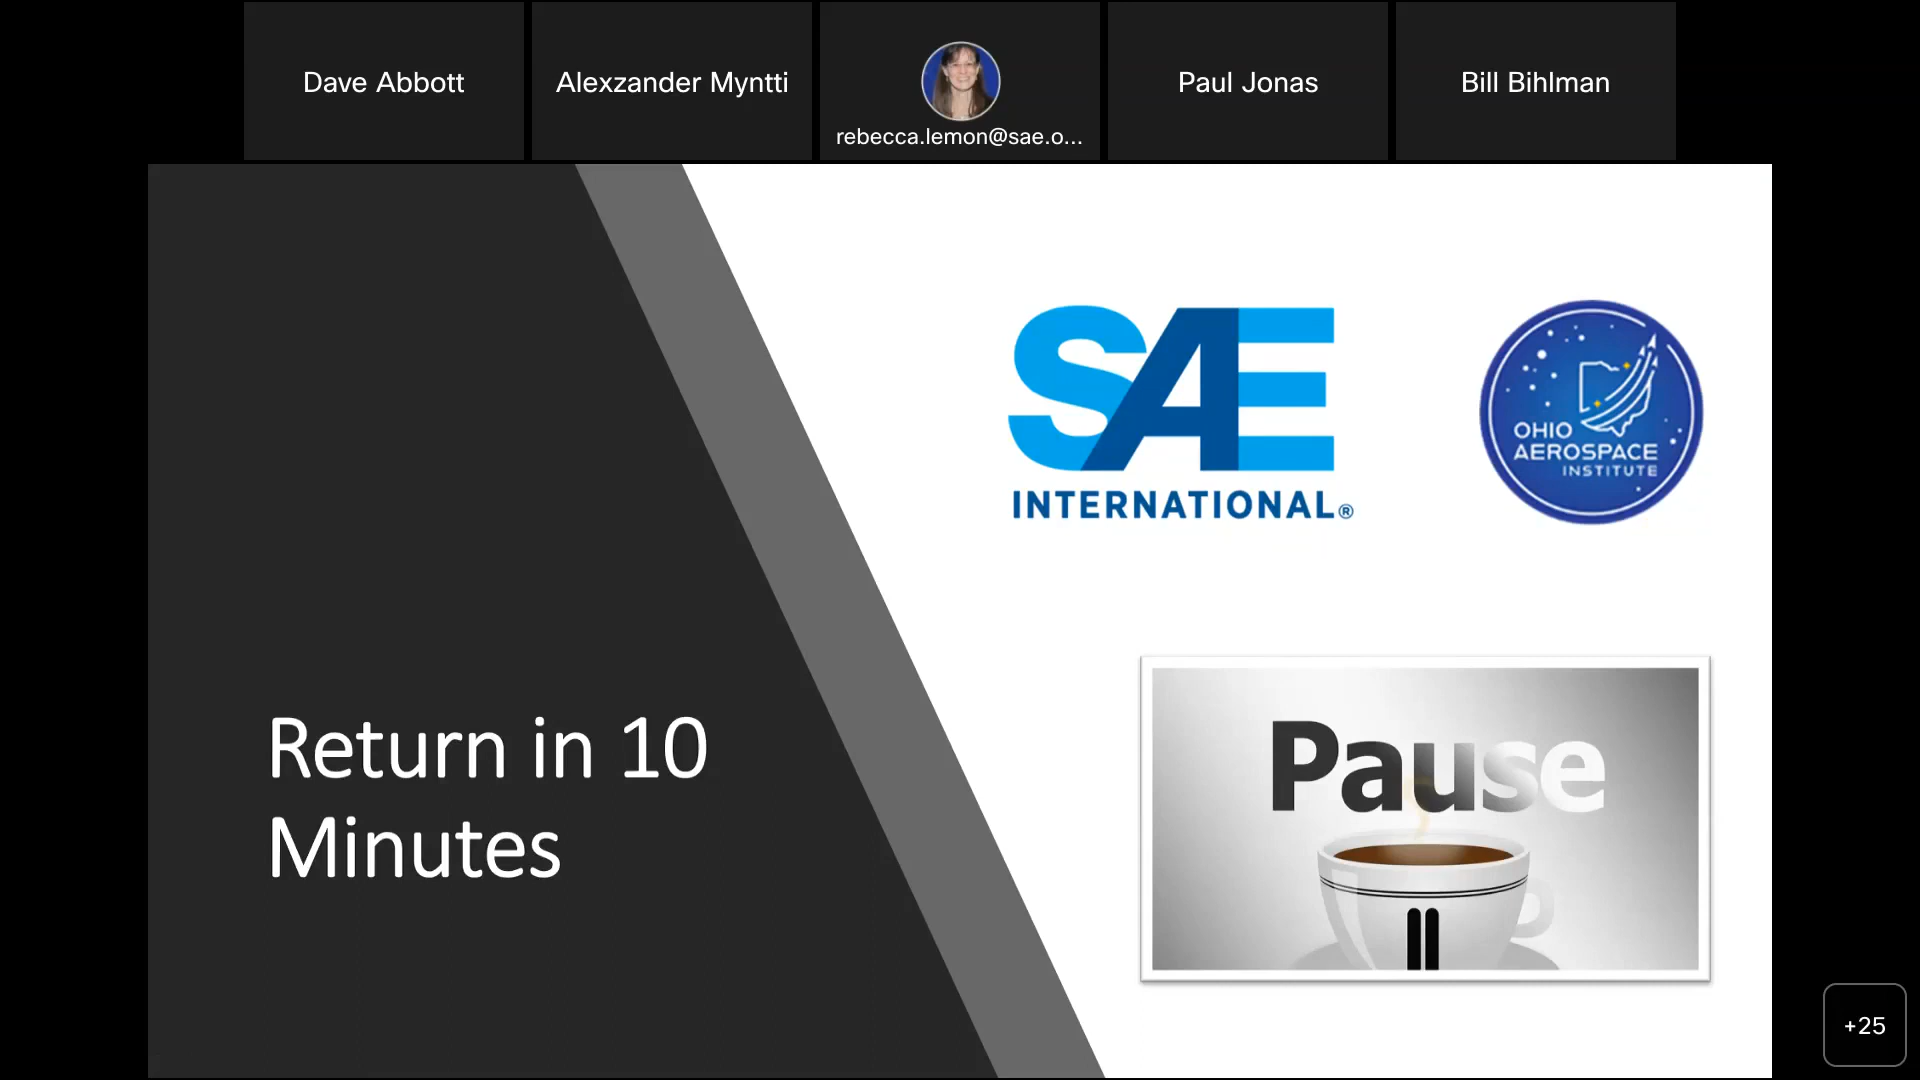 Dave Abbott
Alexzander Myntti
rebecca.lemon@sae.o...
Paul Jonas
Bill Bihlman
SAE
INTERNATIONAL®
OHIO
AEROSPACE
INSTITUTE
Return in 10
Minutes
Pause
+25